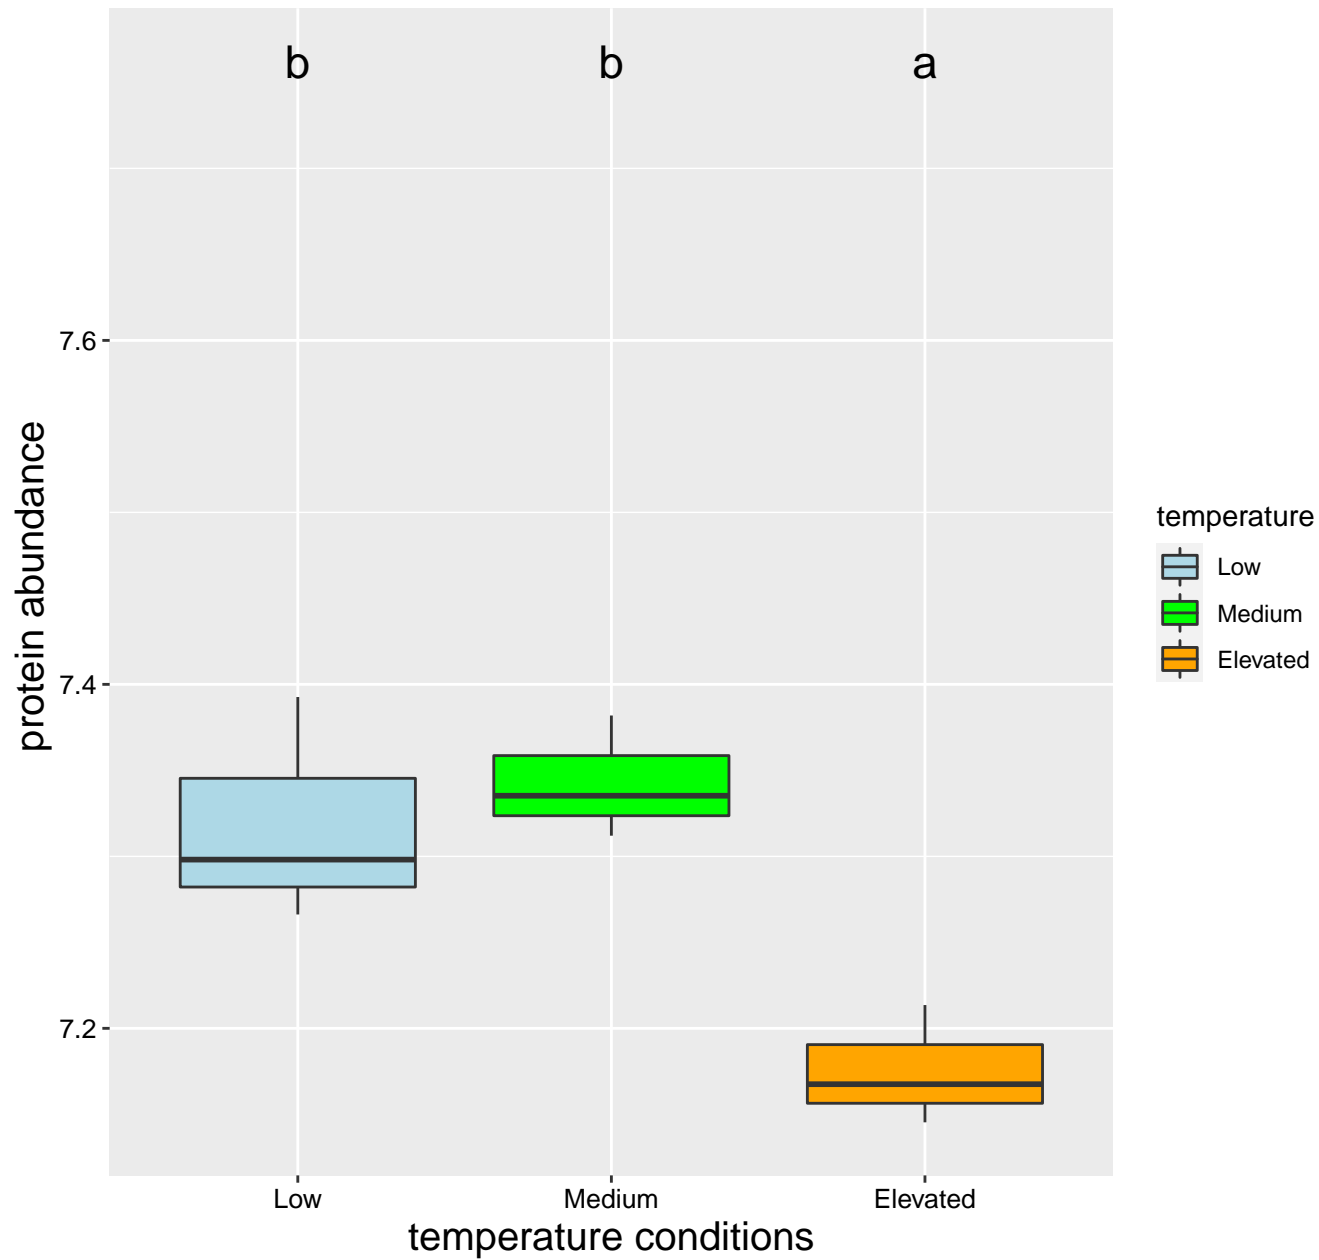 b b a
7.6
7.4
7.2
protein abundance
Low Medium Elevated
temperature conditions
temperature
Low
Medium
Elevated